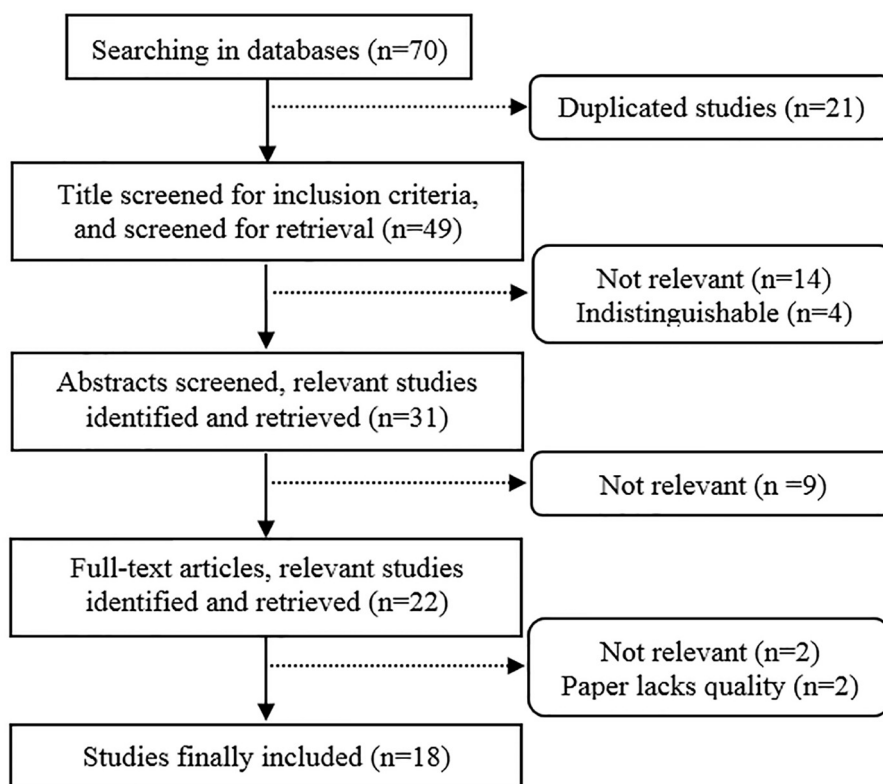 Searching in databases (n=70)
Duplicated studies (n=21)
Title screened for inclusion criteria,
and screened for retrieval (n=49)
Not relevant (n=14)
Indistinguishable (n=4)
Abstracts screened, relevant studies
identified and retrieved (n=31)
Not relevant (n =9)
Full-text articles, relevant studies
identified and retrieved (n=22)
Not relevant (n=2)
Paper lacks quality (n=2)
Studies finally included (n=18)